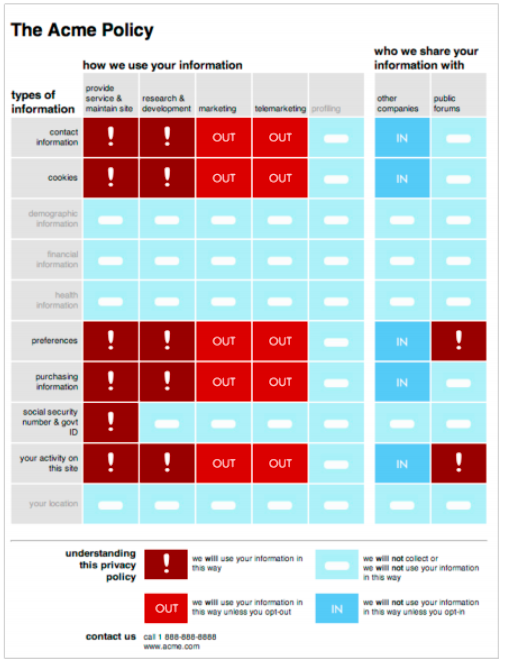 The Acme Policy
how we use your information
who we share your
information with
types of
information
provide
service &
maintain site
research &
development
marketing
telemarketing
profiling
other
companies
public
forums
contact
information
! ! OUT OUT IN
cookies
! ! OUT OUT IN
demographic
information
financial
information
health
information
preferences
! ! OUT OUT IN !
purchasing
information
! ! OUT OUT IN
social security
number & govt
ID
!
your activity on
this site
! ! OUT OUT IN !
your location
understanding
this privacy
policy
!
we will use your information in
this way
we will not collect or
we will not use your information
in this way
OUT
we will use your information in
this way unless you opt-out
IN
we will not use your information
in this way unless you opt-in
contact us
call 1 888-888-8888
www.acme.com